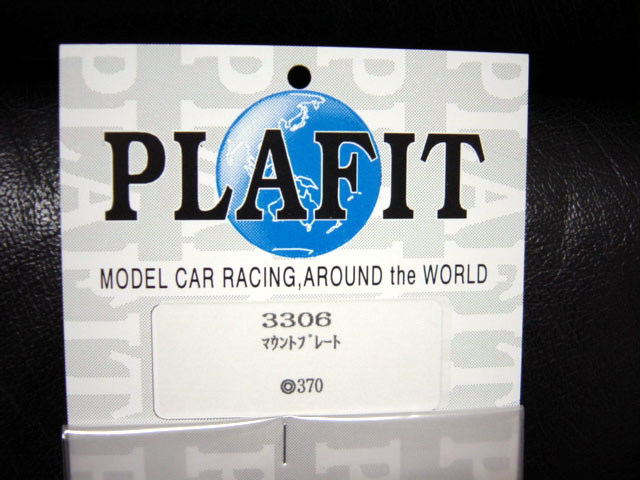 PLAFIT
MODEL CAR RACING,AROUND the WORLD
3306
マウントプレート
◎370